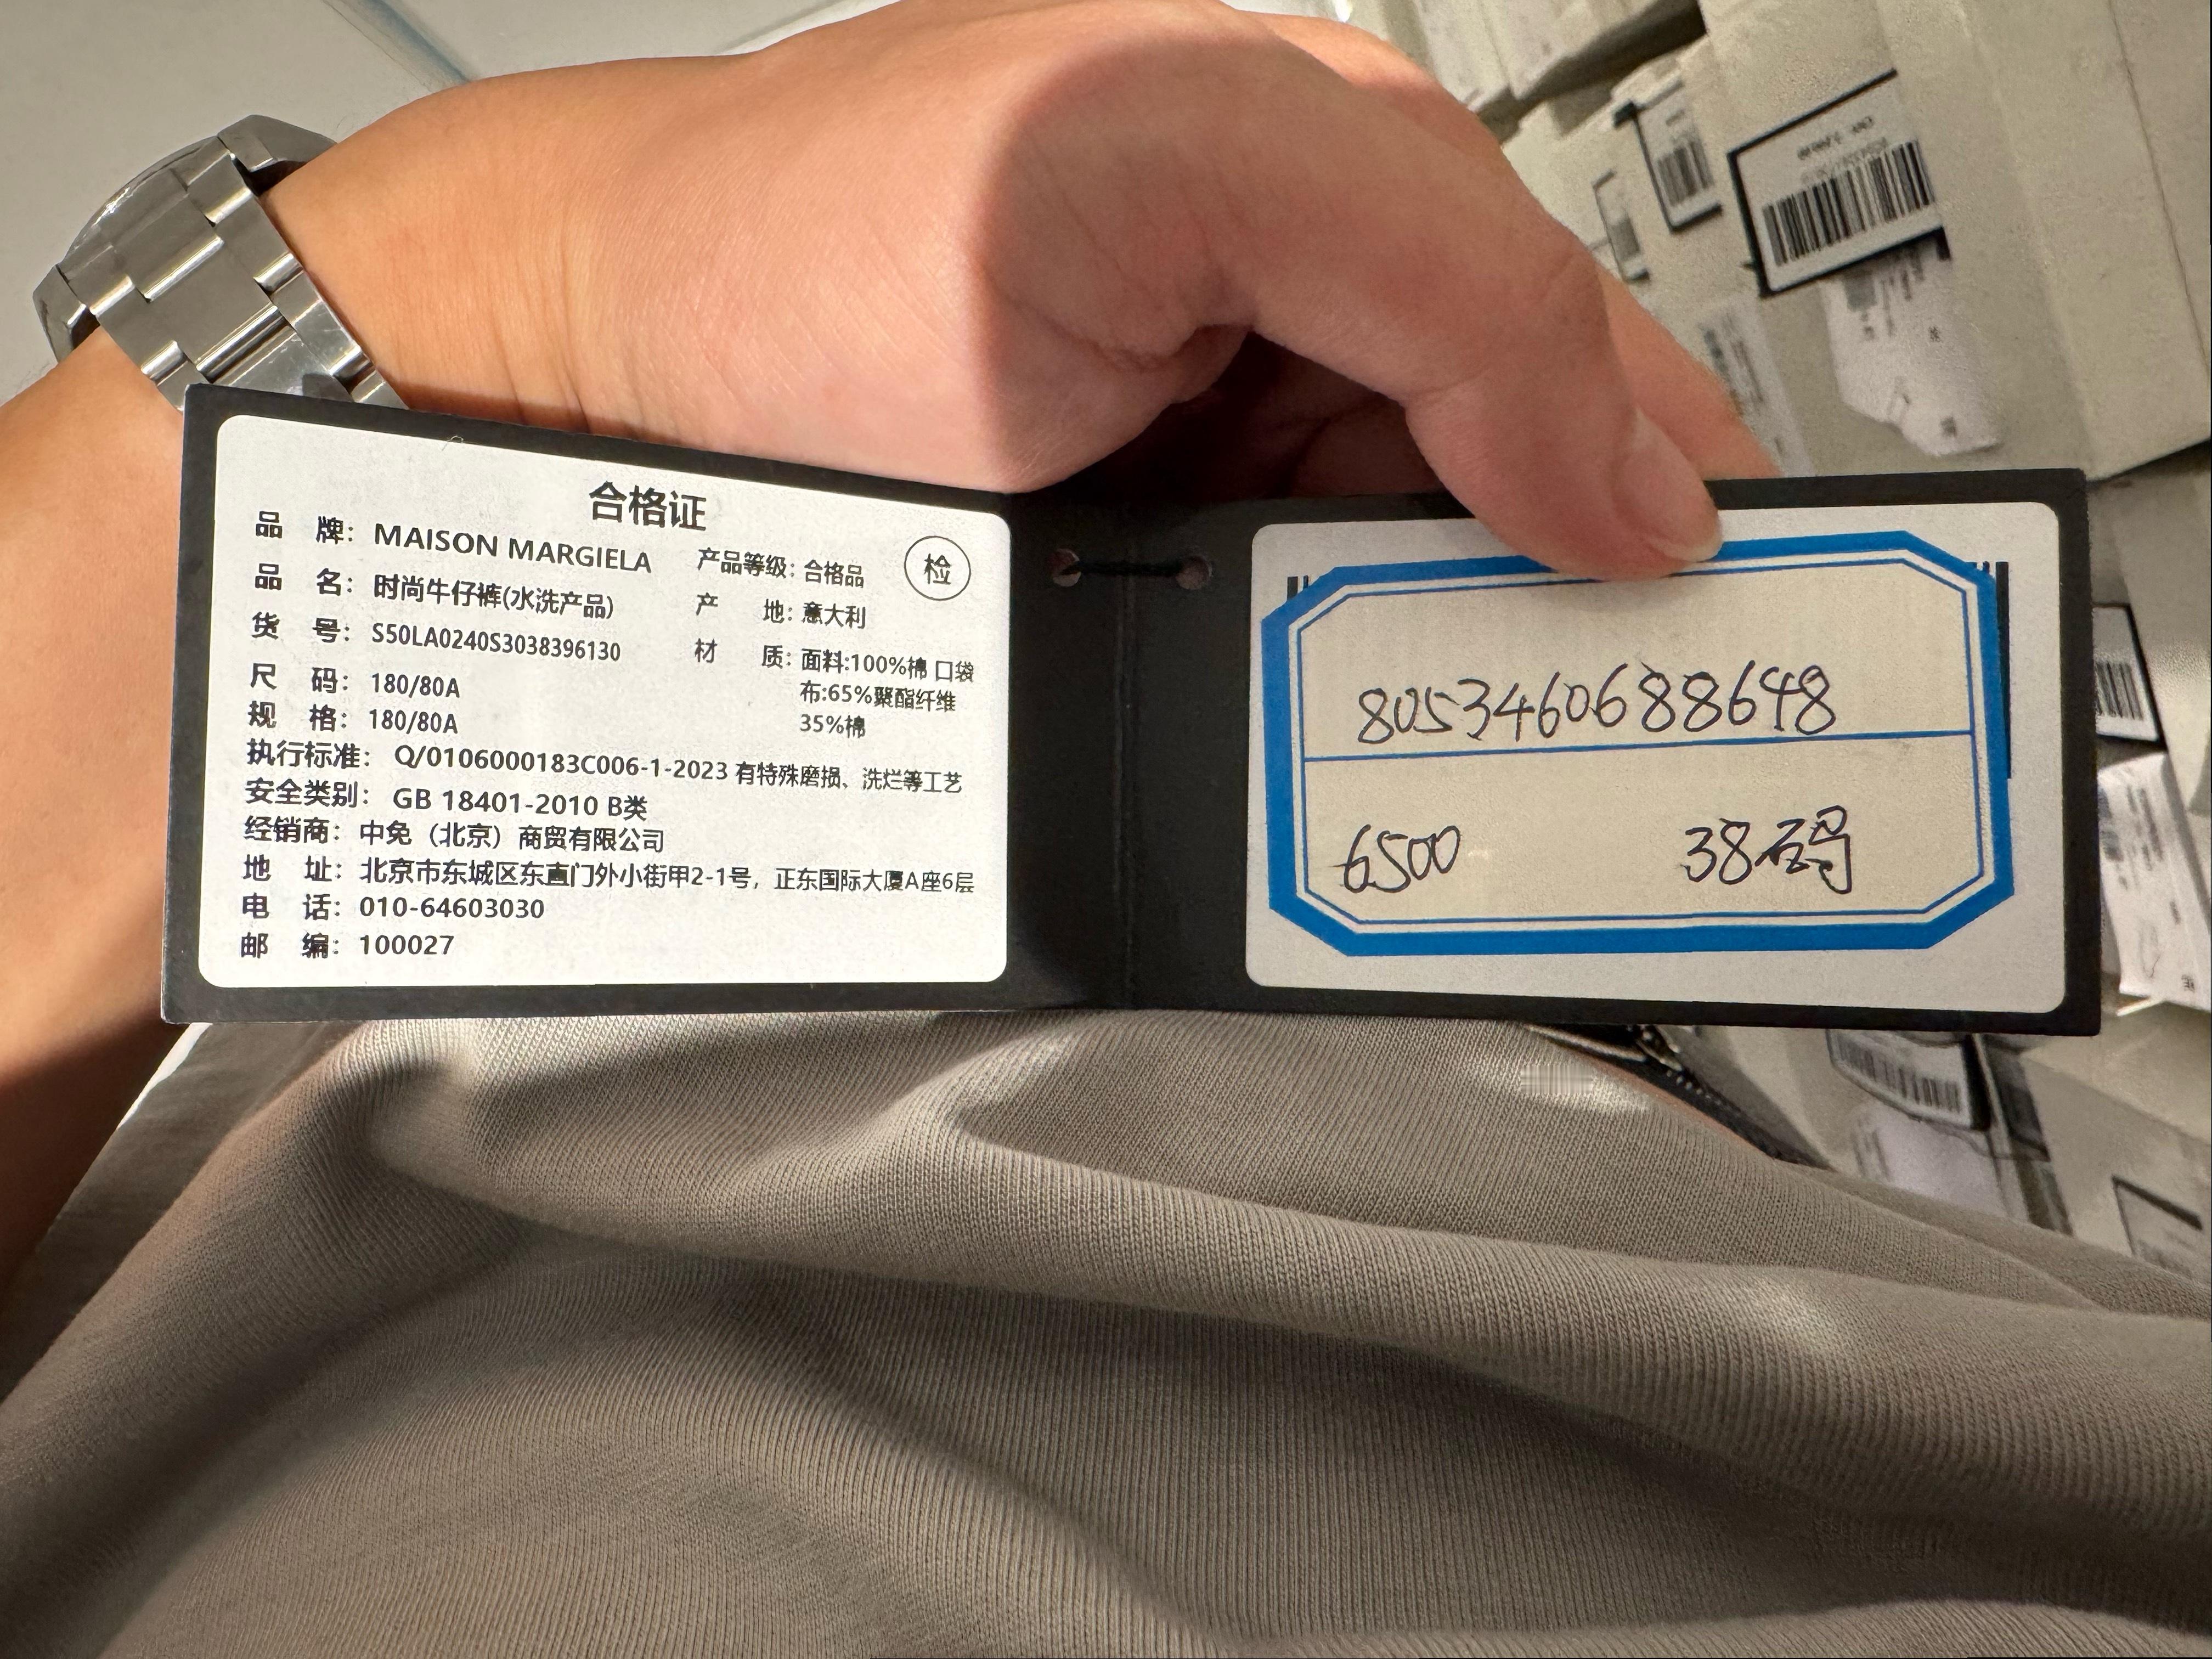 合格证
品 牌：MAISON MARGIELA
产品等级：合格品
检
品 名：时尚牛仔裤(水洗产品)
产 地：意大利
货 号：S50LA0240S3038396130
材 质：面料:100%棉 口袋
布:65%聚酯纤维
35%棉
尺 码：180/80A
规 格：180/80A
执行标准：Q/0106000183C006-1-2023 有特殊磨损、洗烂等工艺
安全类别：GB 18401-2010 B类
经销商：中免（北京）商贸有限公司
地 址：北京市东城区东直门外小街甲2-1号，正东国际大厦A座6层
电 话：010-64603030
邮 编：100027
8053460688648
6500 38码